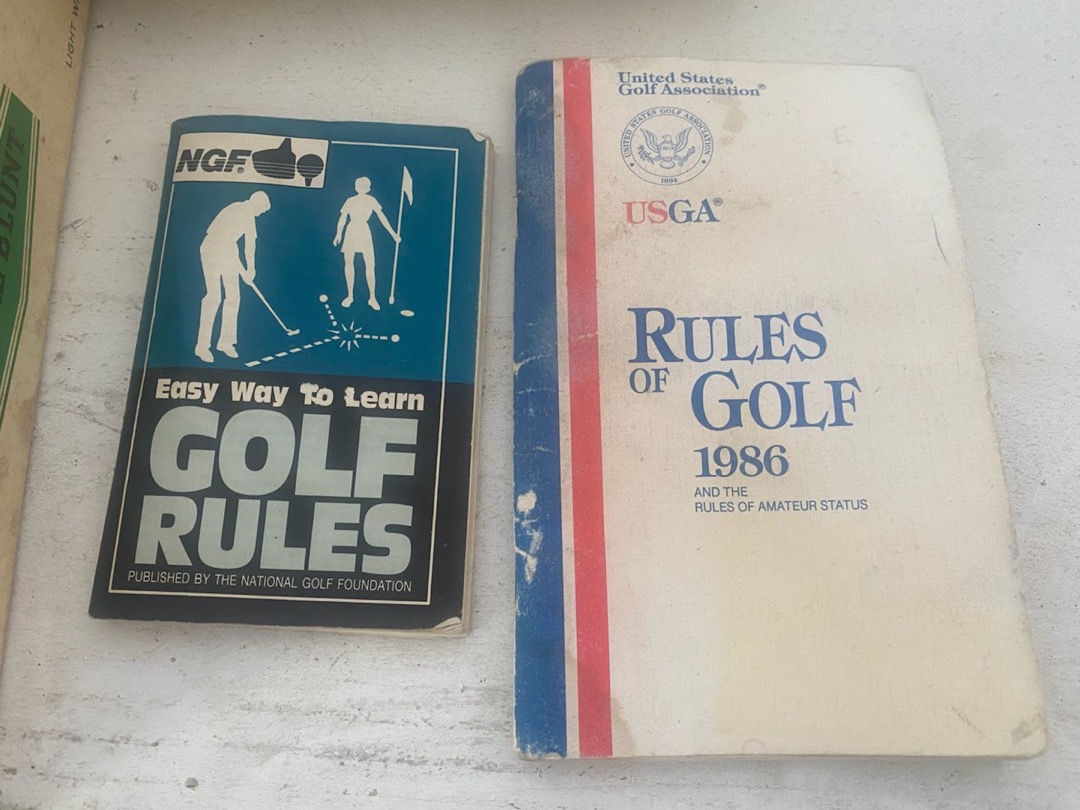 LIGHT W
BLUNT
NGF®
Easy Way To Learn
GOLF
RULES
PUBLISHED BY THE NATIONAL GOLF FOUNDATION
United States
Golf Association®
UNITED STATES GOLF ASSOCIATION
1894
USGA®
RULES
OF GOLF
1986
AND THE
RULES OF AMATEUR STATUS